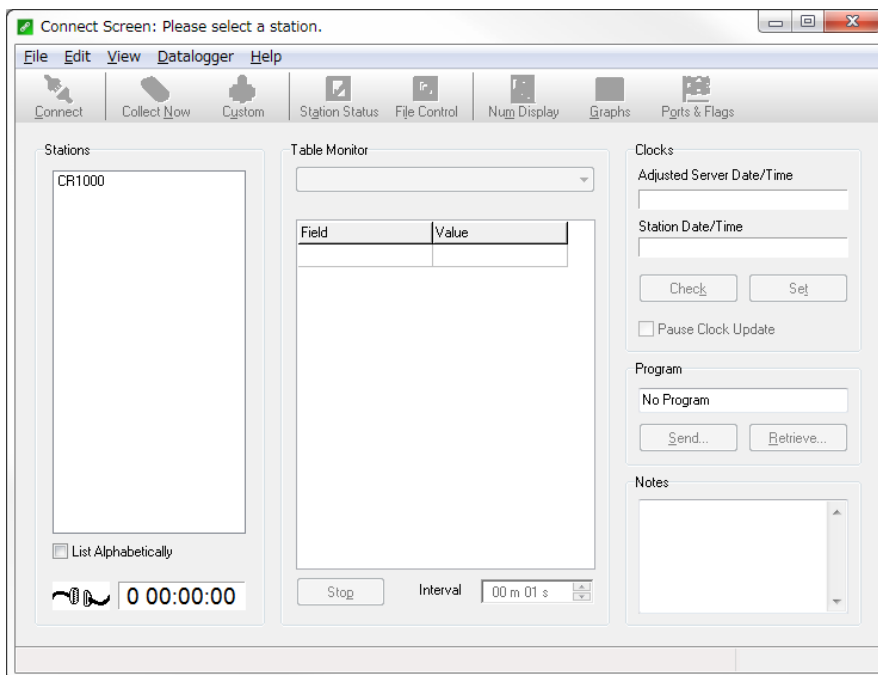 Connect Screen: Please select a station.
File Edit View Datalogger Help
Connect Collect Now Custom Station Status File Control Num Display Graphs Ports & Flags
Stations
CR1000
List Alphabetically
0 00:00:00
Table Monitor
Field Value
Stop Interval 00 m 01 s
Clocks
Adjusted Server Date/Time
Station Date/Time
Check Set
Pause Clock Update
Program
No Program
Send... Retrieve...
Notes